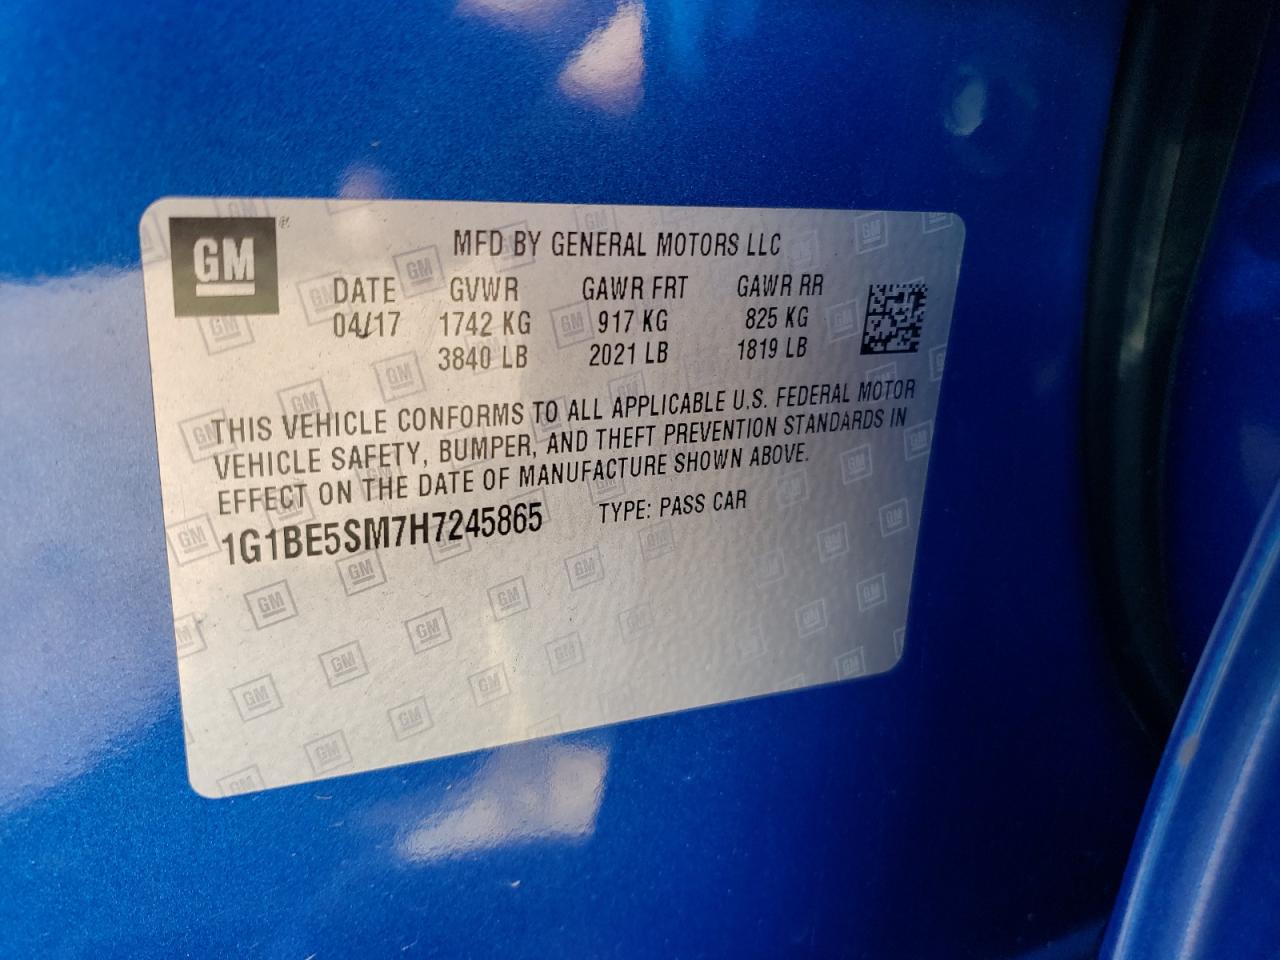 GM®
MFD BY GENERAL MOTORS LLC
DATE GVWR GAWR FRT GAWR RR
04/17 1742 KG 917 KG 825 KG
3840 LB 2021 LB 1819 LB
THIS VEHICLE CONFORMS TO ALL APPLICABLE U.S. FEDERAL MOTOR
VEHICLE SAFETY, BUMPER, AND THEFT PREVENTION STANDARDS IN
EFFECT ON THE DATE OF MANUFACTURE SHOWN ABOVE.
1G1BE5SM7H7245865 TYPE: PASS CAR